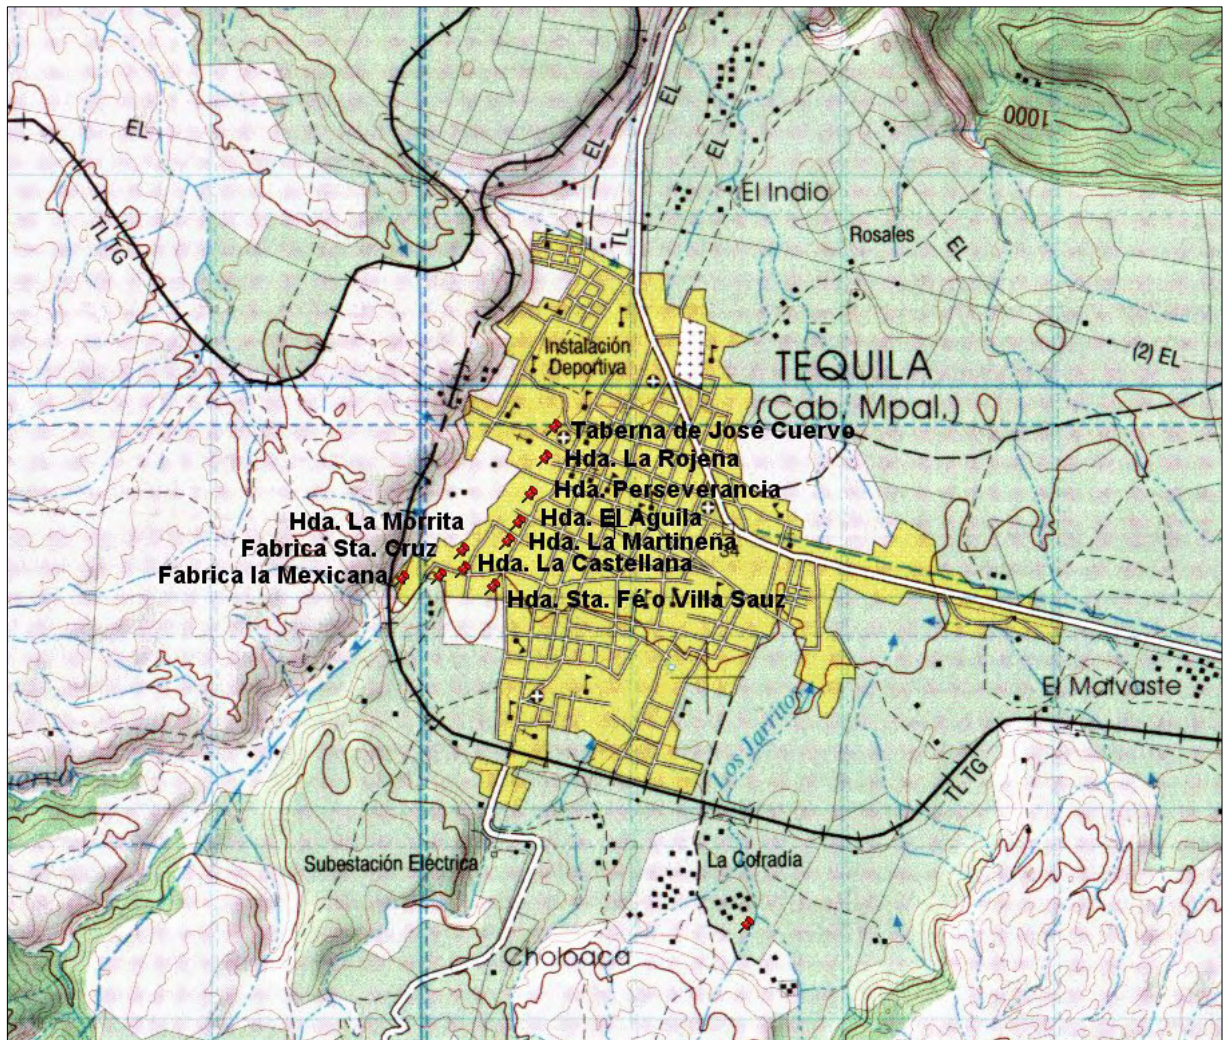 EL
EL
EL
EL
1000
TL TG
TL
El Indio
Rosales
EL
(2) EL
Instalación
Deportiva
TEQUILA
(Cab. Mpal.)
Taberna de José Cuervo
Hda. La Rojeña
Hda. Perseverancia
Hda. La Morrita
Hda. El Aguila
Fabrica Sta. Cruz
Hda. La Martineña
Hda. La Castellana
Fabrica la Mexicana
Hda. Sta. Fé o Villa Sauz
El Malvaste
Los Jarritos
TL TG
Subestación Eléctrica
La Cofradía
Choloaca